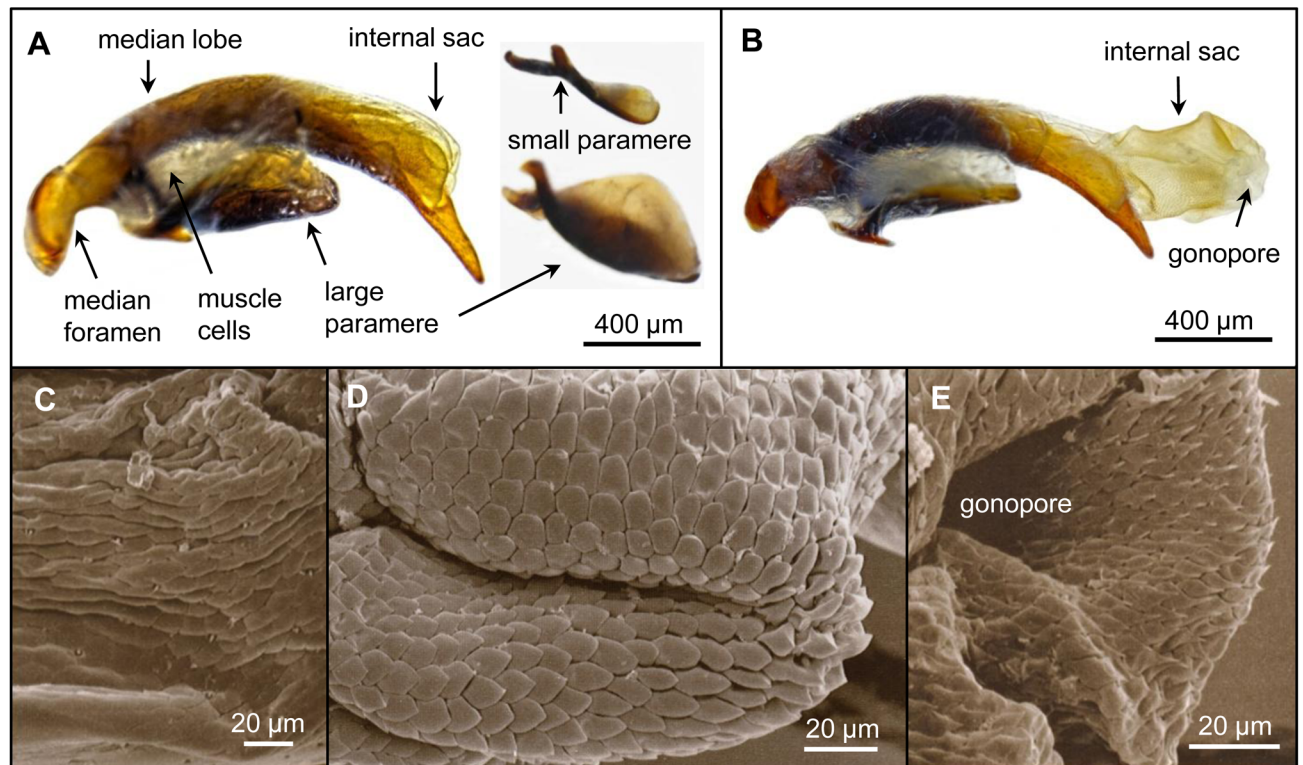 A
median lobe
internal sac
small paramere
median
foramen
muscle
cells
large
paramere
400 µm
B
internal sac
gonopore
400 µm
C
20 µm
D
20 µm
E
gonopore
20 µm